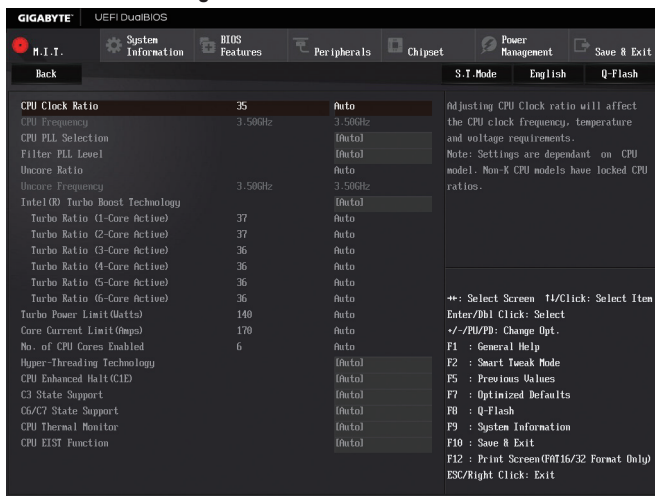 GIGABYTE UEFI DualBIOS
M.I.T. System Information BIOS Features Peripherals Chipset Power Management Save & Exit
Back S.T.Mode English Q-Flash
CPU Clock Ratio 35 Auto
CPU Frequency 3.50GHz 3.50GHz
CPU PLL Selection [Auto]
Filter PLL Level [Auto]
Uncore Ratio Auto
Uncore Frequency 3.50GHz 3.50GHz
Intel(R) Turbo Boost Technology [Auto]
Turbo Ratio (1-Core Active) 37 Auto
Turbo Ratio (2-Core Active) 37 Auto
Turbo Ratio (3-Core Active) 36 Auto
Turbo Ratio (4-Core Active) 36 Auto
Turbo Ratio (5-Core Active) 36 Auto
Turbo Ratio (6-Core Active) 36 Auto
Turbo Power Limit(Watts) 140 Auto
Core Current Limit(Amps) 170 Auto
No. of CPU Cores Enabled 6 Auto
Hyper-Threading Technology [Auto]
CPU Enhanced Halt(C1E) [Auto]
C3 State Support [Auto]
C6/C7 State Support [Auto]
CPU Thermal Monitor [Auto]
CPU EIST Function [Auto]
Adjusting CPU Clock ratio will affect
the CPU clock frequency, temperature
and voltage requirements.
Note: Settings are dependant on CPU
model. Non-K CPU models have locked CPU
ratios.
→←: Select Screen ↑↓/Click: Select Item
Enter/Dbl Click: Select
+/-/PU/PD: Change Opt.
F1 : General Help
F2 : Smart Tweak Mode
F5 : Previous Values
F7 : Optimized Defaults
F8 : Q-Flash
F9 : System Information
F10 : Save & Exit
F12 : Print Screen(FAT16/32 Format Only)
ESC/Right Click: Exit